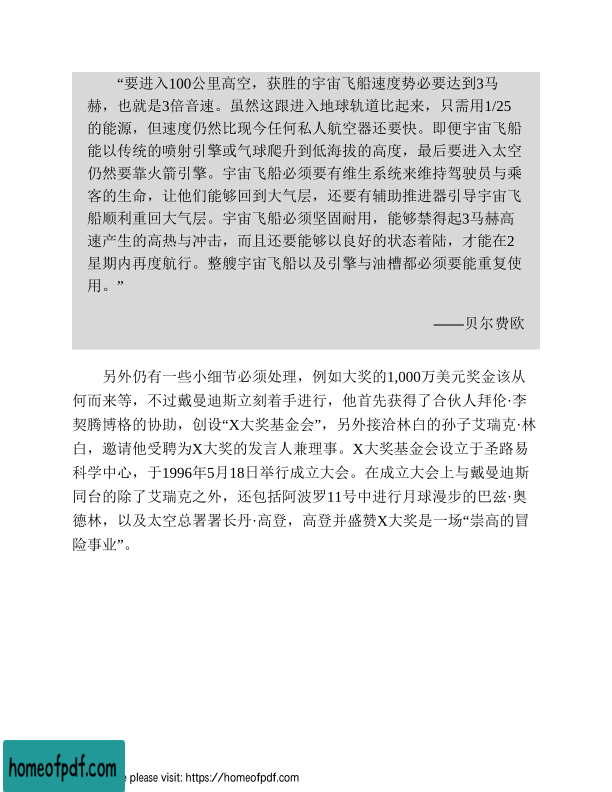 “要进入100公里高空，获胜的宇宙飞船速度势必要达到3马
赫，也就是3倍音速。虽然这跟进入地球轨道比起来，只需用1/25
的能源，但速度仍然比现今任何私人航空器还要快。即便宇宙飞船
能以传统的喷射引擎或气球爬升到低海拔的高度，最后要进入太空
仍然要靠火箭引擎。宇宙飞船必须要有维生系统来维持驾驶员与乘
客的生命，让他们能够回到大气层，还要有辅助推进器引导宇宙飞
船顺利重回大气层。宇宙飞船必须坚固耐用，能够禁得起3马赫高
速产生的高热与冲击，而且还要能够以良好的状态着陆，才能在2
星期内再度航行。整艘宇宙飞船以及引擎与油槽都必须要能重复使
用。”
——贝尔费欧
另外仍有一些小细节必须处理，例如大奖的1,000万美元奖金该从
何而来等，不过戴曼迪斯立刻着手进行，他首先获得了合伙人拜伦·李
契腾博格的协助，创设“X大奖基金会”，另外接洽林白的孙子艾瑞克·林
白，邀请他受聘为X大奖的发言人兼理事。X大奖基金会设立于圣路易
科学中心，于1996年5月18日举行成立大会。在成立大会上与戴曼迪斯
同台的除了艾瑞克之外，还包括阿波罗11号中进行月球漫步的巴兹·奥
德林，以及太空总署署长丹·高登，高登并盛赞X大奖是一场“崇高的冒
险事业”。
homeofpdf.com
e please visit: https://homeofpdf.com